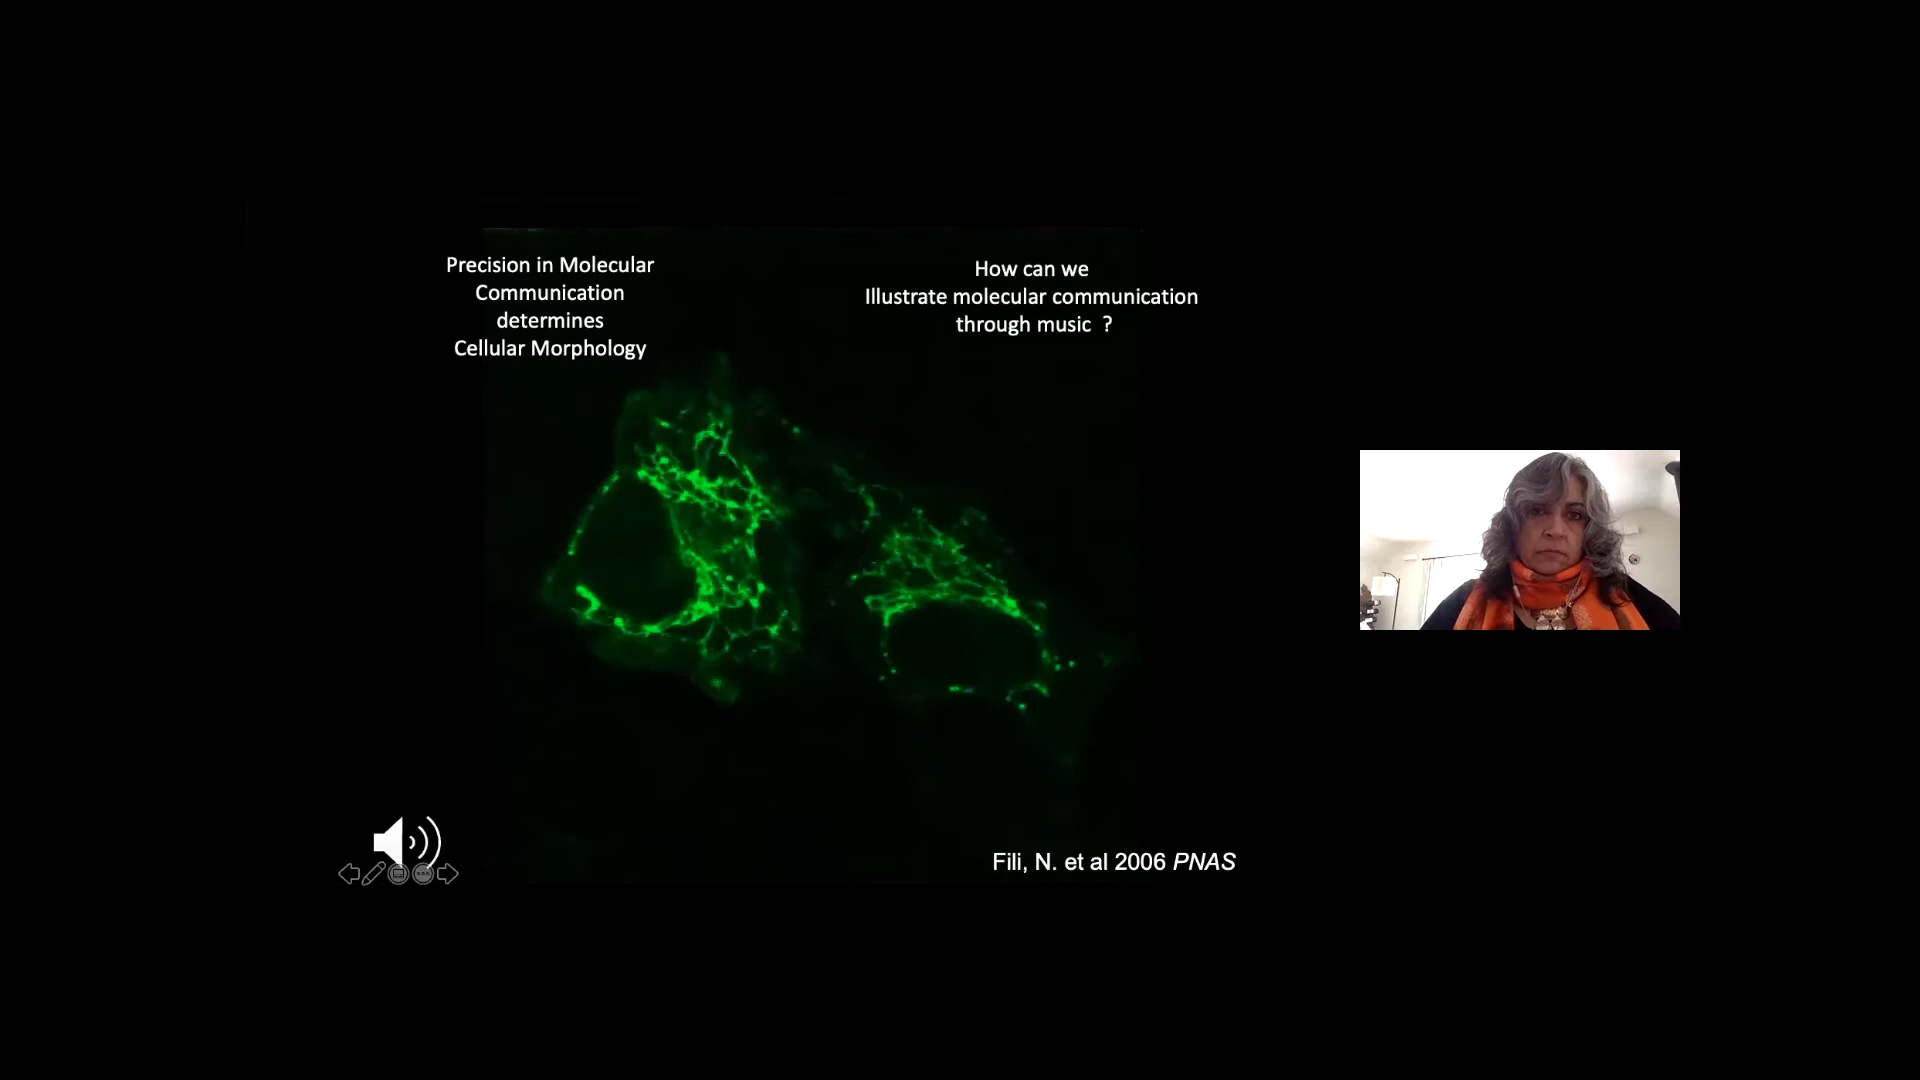 Precision in Molecular
Communication
determines
Cellular Morphology
How can we
Illustrate molecular communication
through music ?
Fili, N. et al 2006 PNAS